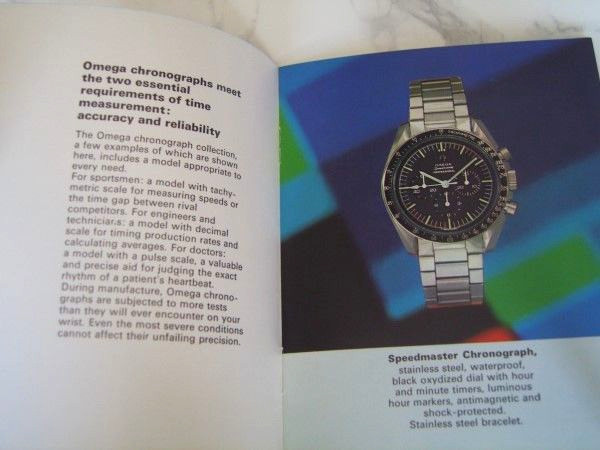 Omega chronographs meet
the two essential
requirements of time
measurement:
accuracy and reliability
The Omega chronograph collection,
a few examples of which are shown
here, includes a model appropriate to
every need.
For sportsmen: a model with tachy-
metric scale for measuring speeds or
the time gap between rival
competitors. For engineers and
technicians: a model with decimal
scale for timing production rates and
calculating averages. For doctors:
a model with a pulse scale, a valuable
and precise aid for judging the exact
rhythm of a patient's heartbeat.
During manufacture, Omega chrono-
graphs are subjected to more tests
than they will ever encounter on your
wrist. Even the most severe conditions
cannot affect their unfailing precision.
OMEGA
Speedmaster
PROFESSIONAL
Speedmaster Chronograph,
stainless steel, waterproof,
black oxydized dial with hour
and minute timers, luminous
hour markers, antimagnetic and
shock-protected.
Stainless steel bracelet.